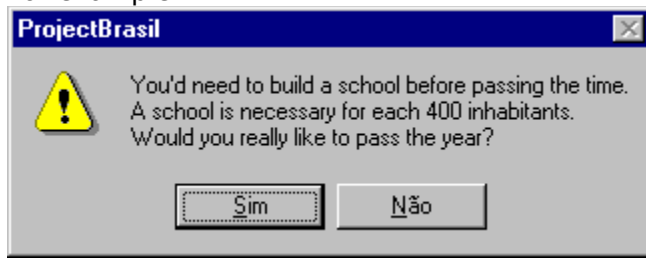 ProjectBrasil
You'd need to build a school before passing the time.
A school is necessary for each 400 inhabitants.
Would you really like to pass the year?
Sim
Não